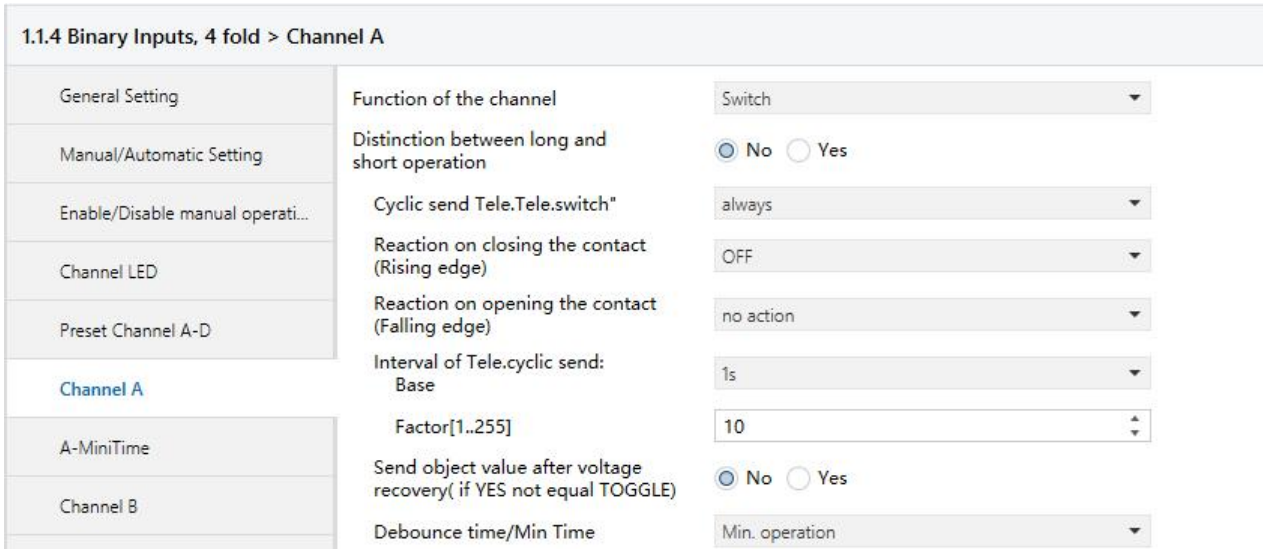 1.1.4 Binary Inputs, 4 fold > Channel A
General Setting
Manual/Automatic Setting
Enable/Disable manual operati...
Channel LED
Preset Channel A-D
Channel A
A-MiniTime
Channel B
Function of the channel
Switch
Distinction between long and
short operation
No Yes
Cyclic send Tele.Tele.switch"
always
Reaction on closing the contact
(Rising edge)
OFF
Reaction on opening the contact
(Falling edge)
no action
Interval of Tele.cyclic send:
Base
1s
Factor[1..255]
10
Send object value after voltage
recovery( if YES not equal TOGGLE)
No Yes
Debounce time/Min Time
Min. operation